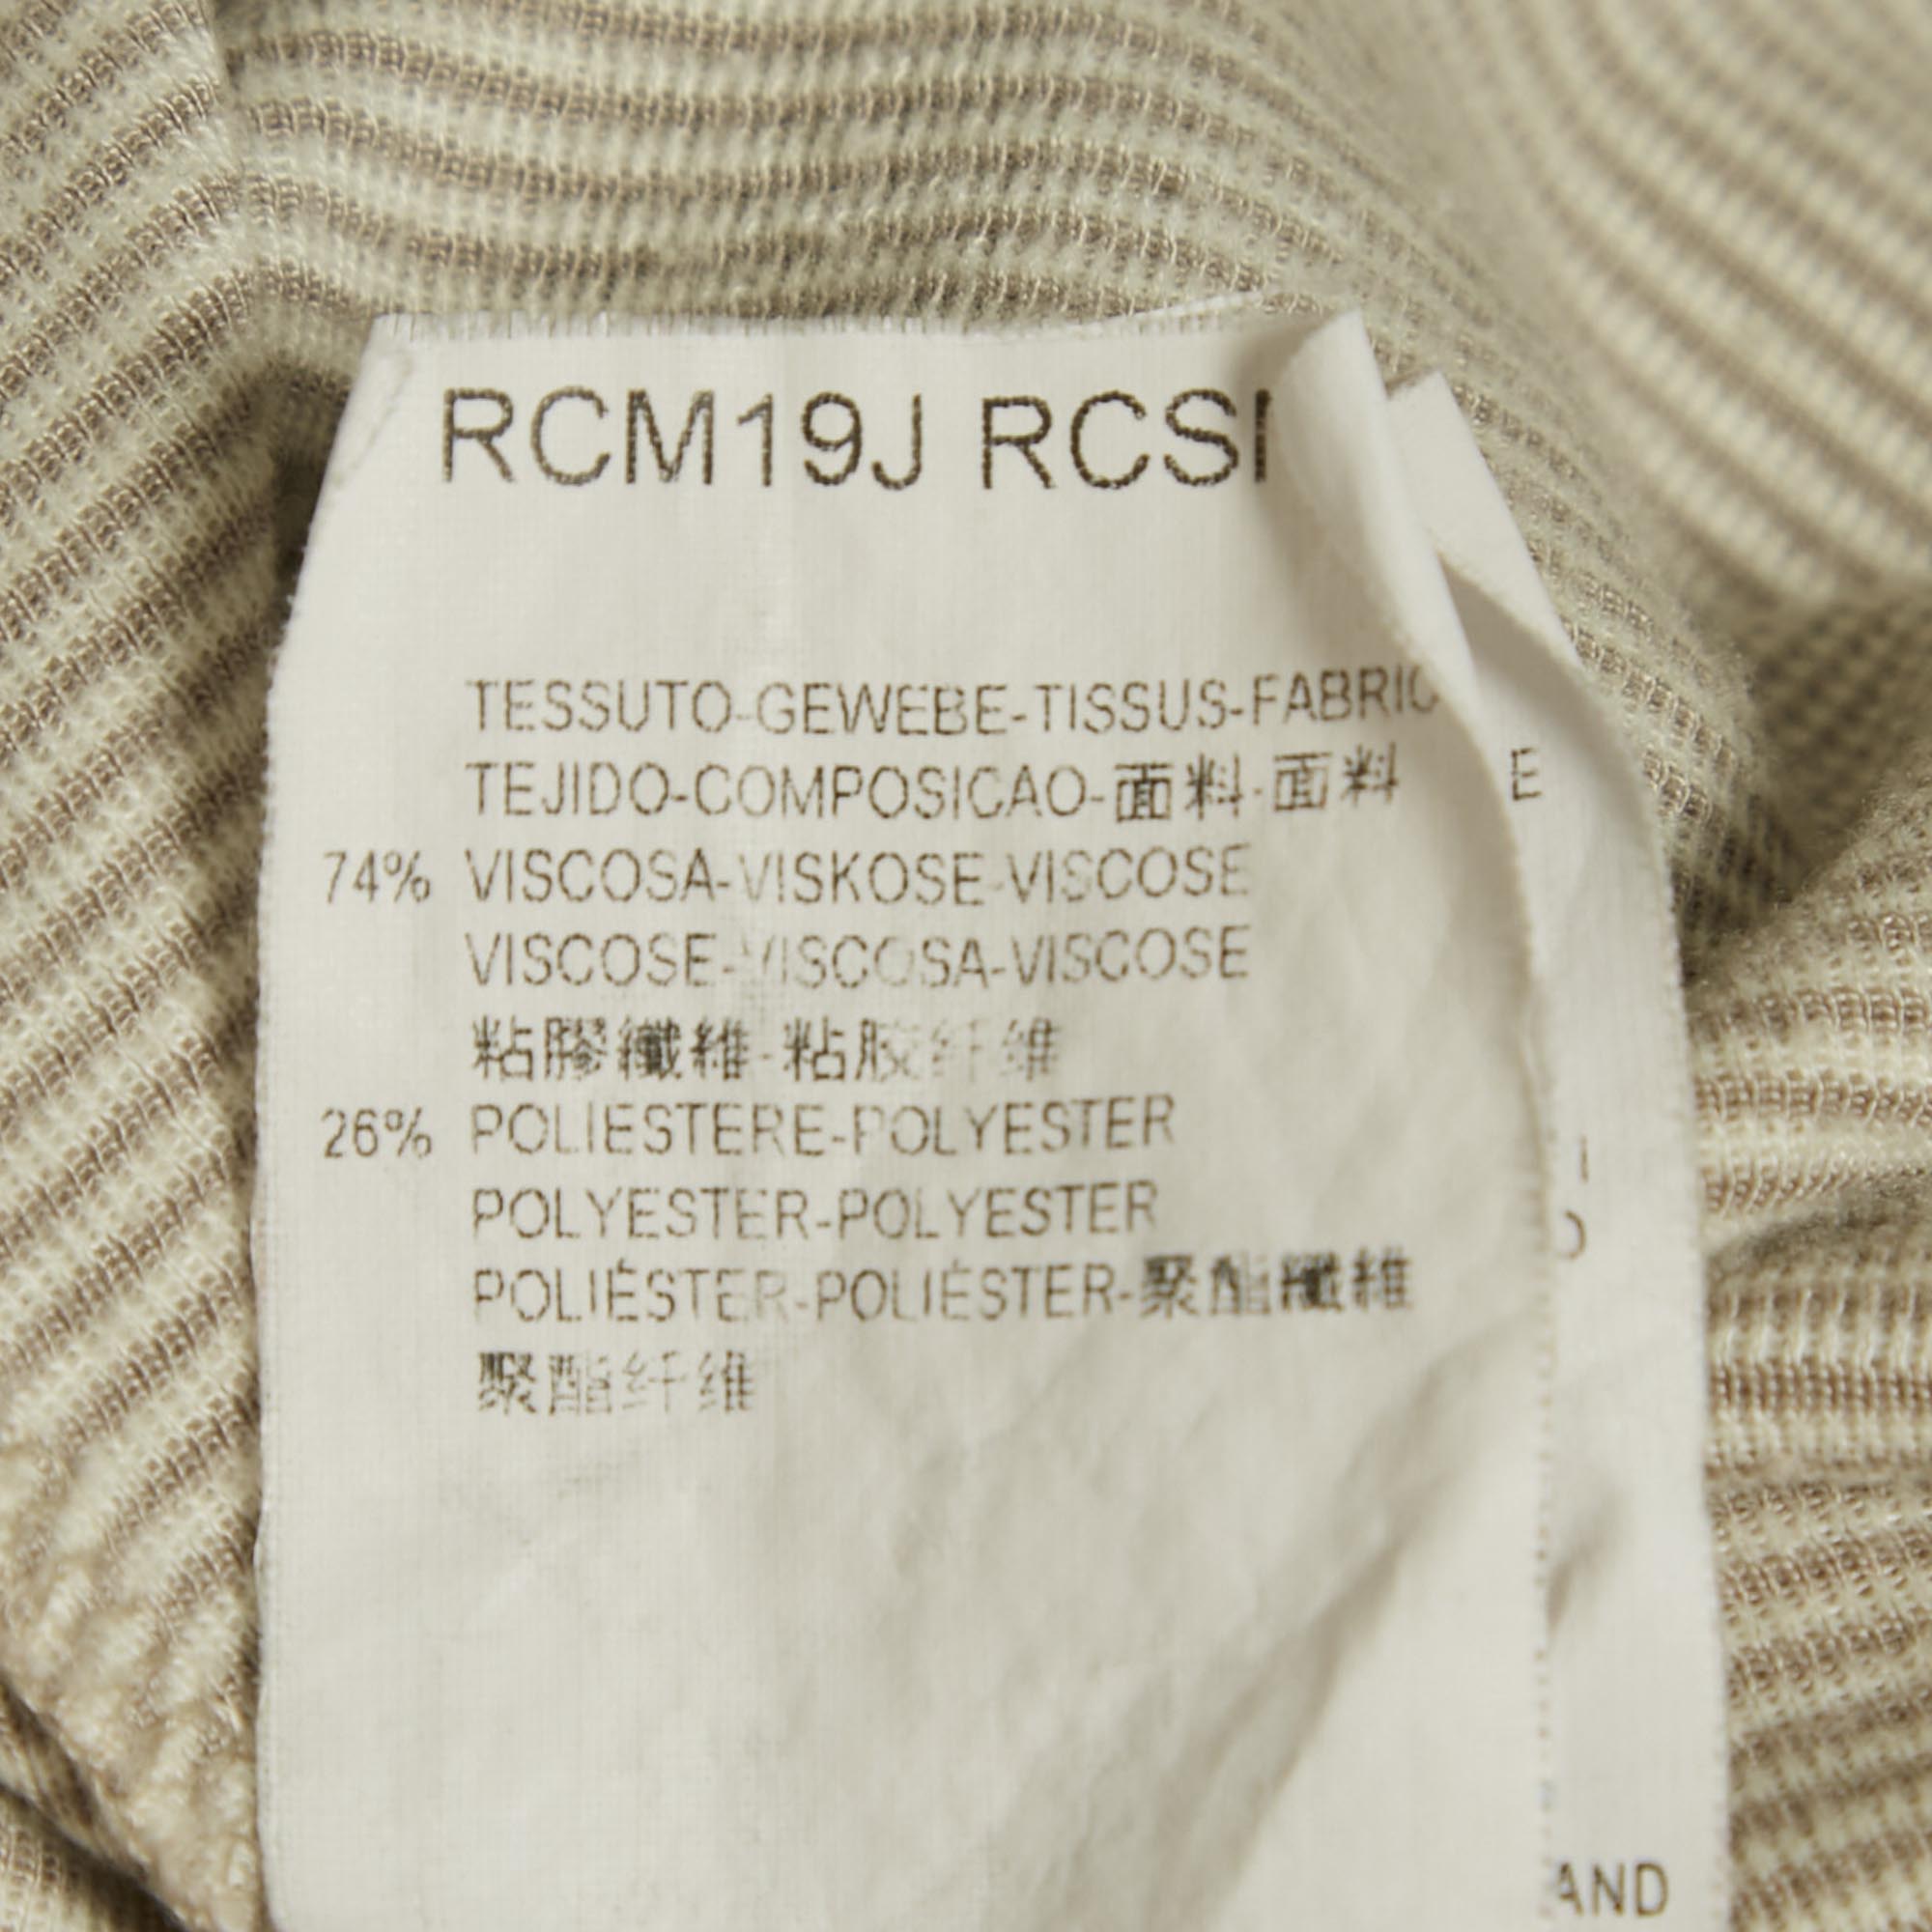 RCM19J RCSI
TESSUTO-GEWEBE-TISSUS-FABRIC
TEJIDO-COMPOSICAO-面料-面料
74% VISCOSA-VISKOSE-VISCOSE
VISCOSE-VISCOSA-VISCOSE
粘膠纖維-粘胶纤维
26% POLIESTERE-POLYESTER
POLYESTER-POLYESTER
POLIÉSTER-POLIÉSTER-聚酯纖維
聚酯纤维
E
AND